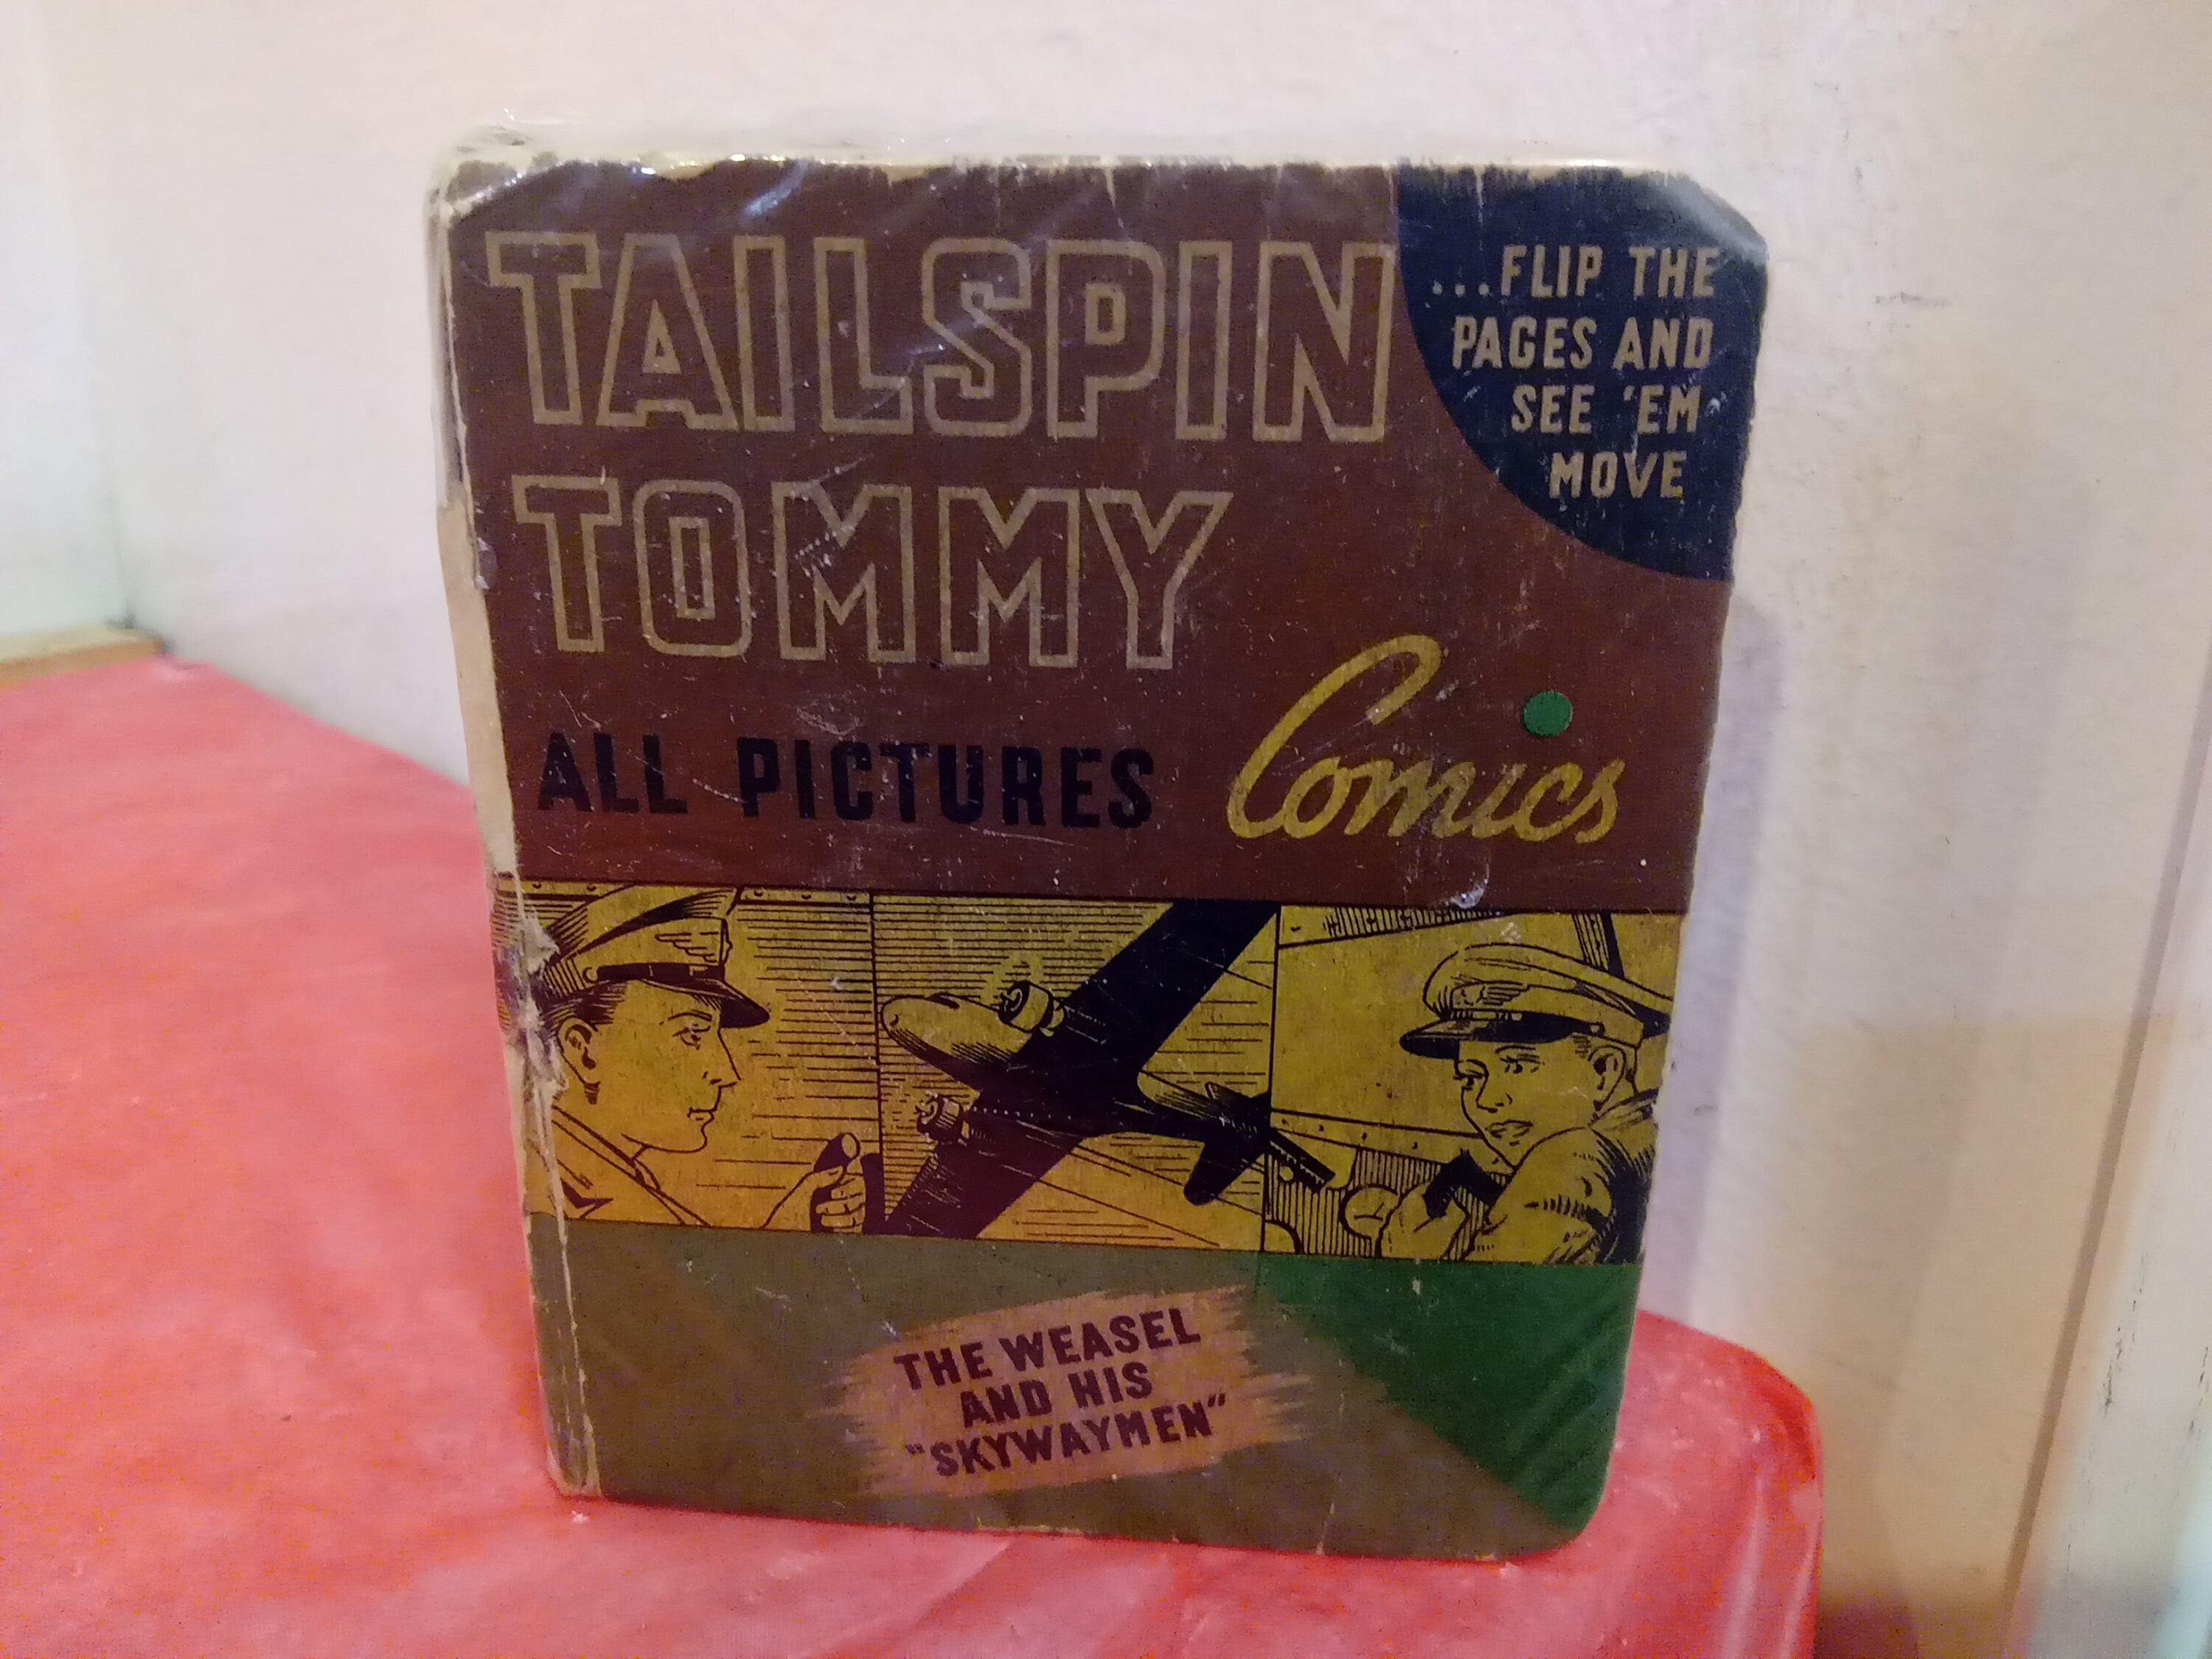 TAILSPIN
TOMMY
...FLIP THE
PAGES AND
SEE 'EM
MOVE
ALL PICTURES Comics
THE WEASEL
AND HIS
"SKYWAYMEN"